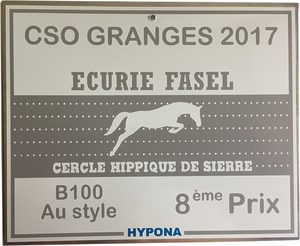 CSO GRANGES 2017
ECURIE FASEL
CERCLE HIPPIQUE DE SIERRE
B100
Au style
8ème Prix
HYPONA